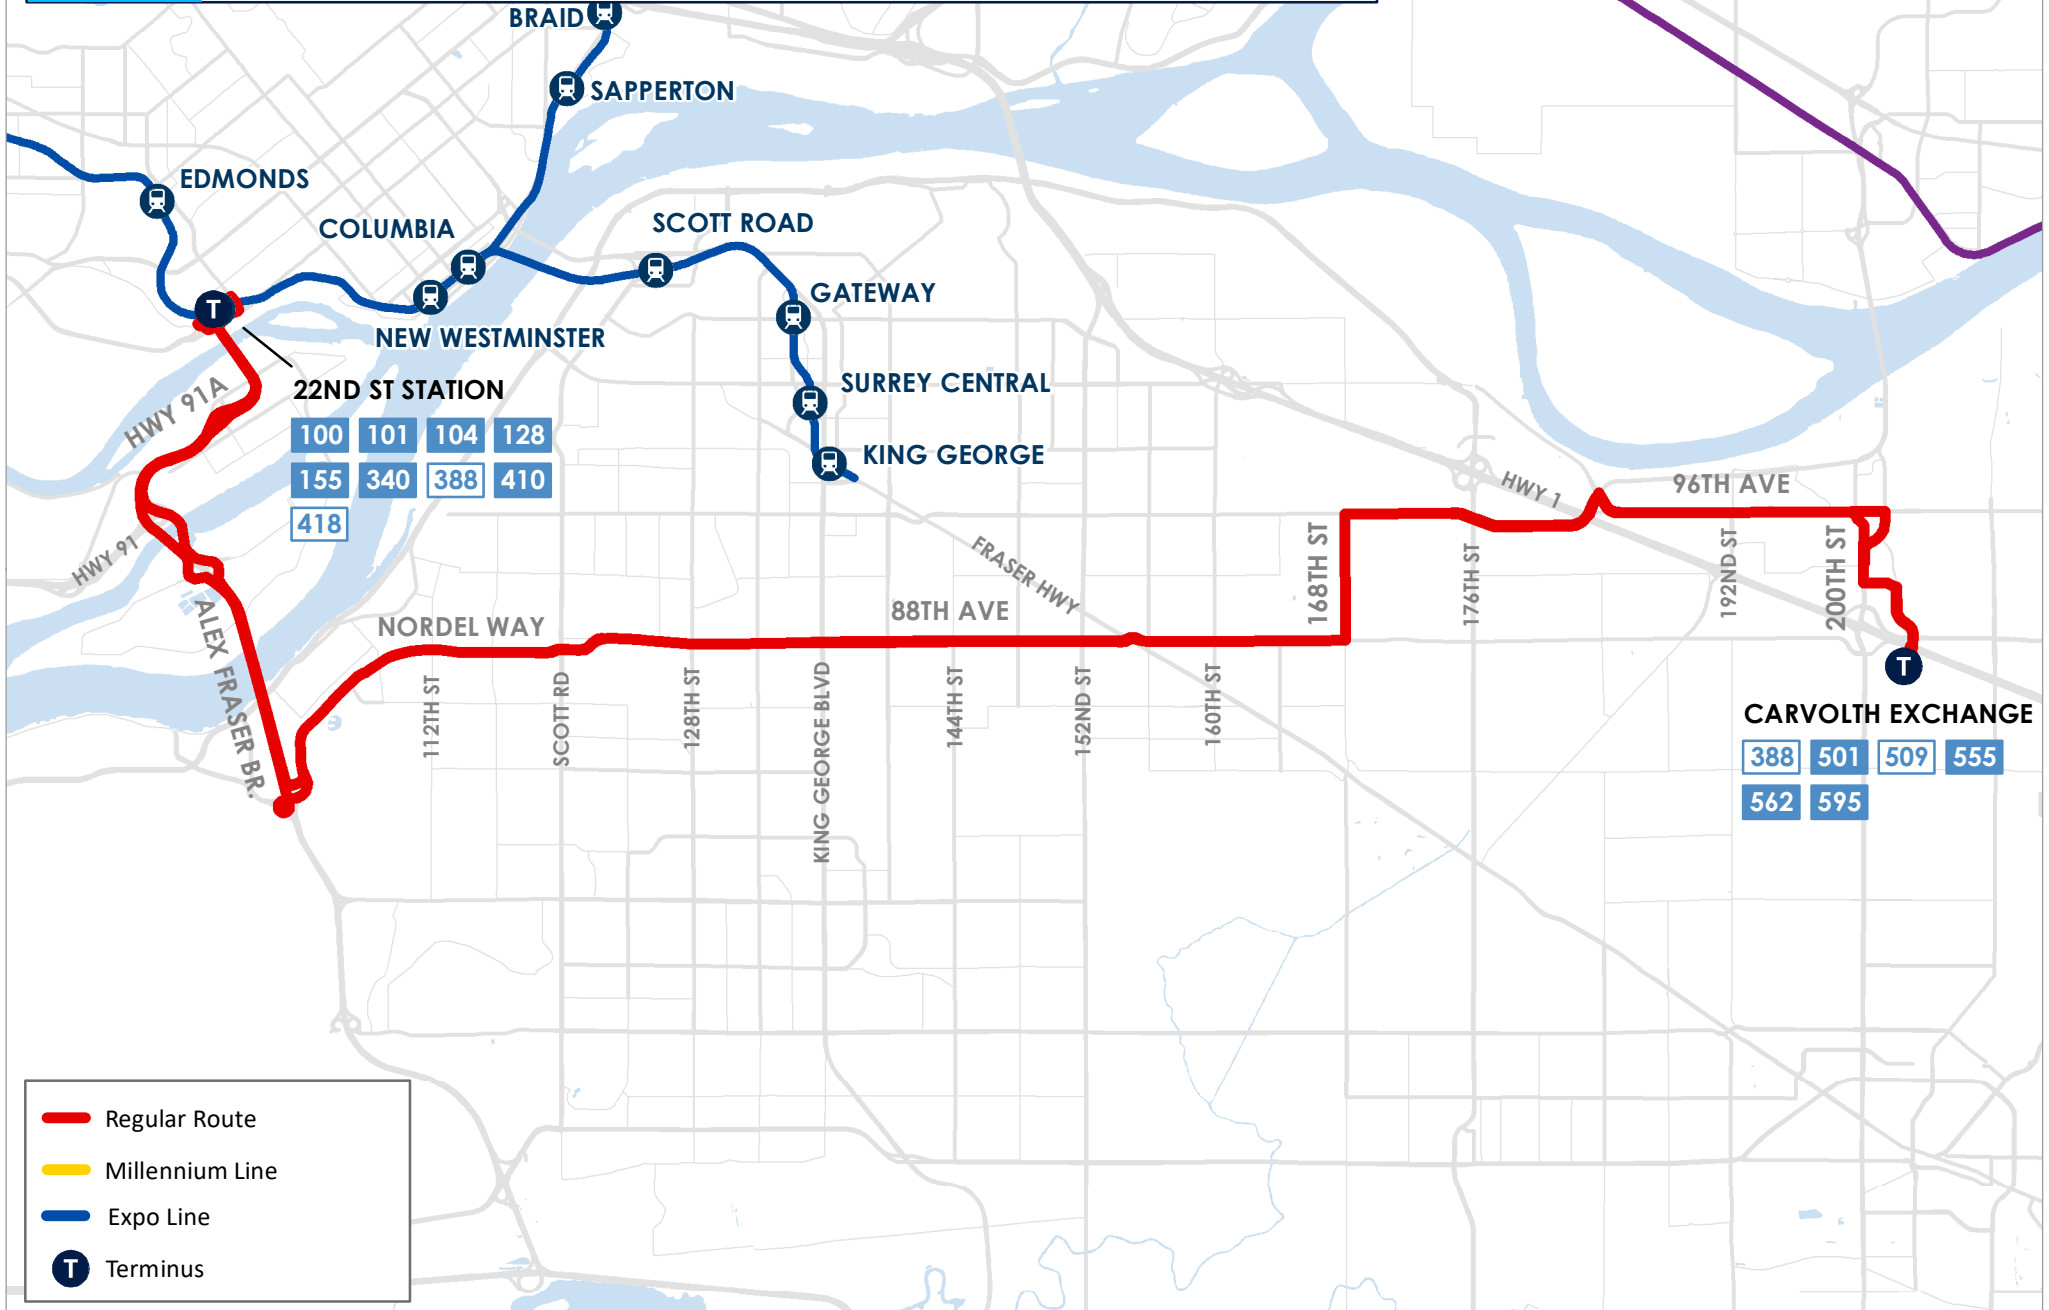 BRAID
SAPPERTON
EDMONDS
COLUMBIA
SCOTT ROAD
GATEWAY
NEW WESTMINSTER
SURREY CENTRAL
KING GEORGE
T
22ND ST STATION
100 101 104 128
155 340 388 410
418
HWY 91A
HWY 91
ALEX FRASER BR.
NORDEL WAY
88TH AVE
FRASER HWY
HWY 1
96TH AVE
112TH ST
SCOTT RD
128TH ST
KING GEORGE BLVD
144TH ST
152ND ST
160TH ST
168TH ST
176TH ST
192ND ST
200TH ST
T
CARVOLTH EXCHANGE
388 501 509 555
562 595
Regular Route
Millennium Line
Expo Line
T Terminus